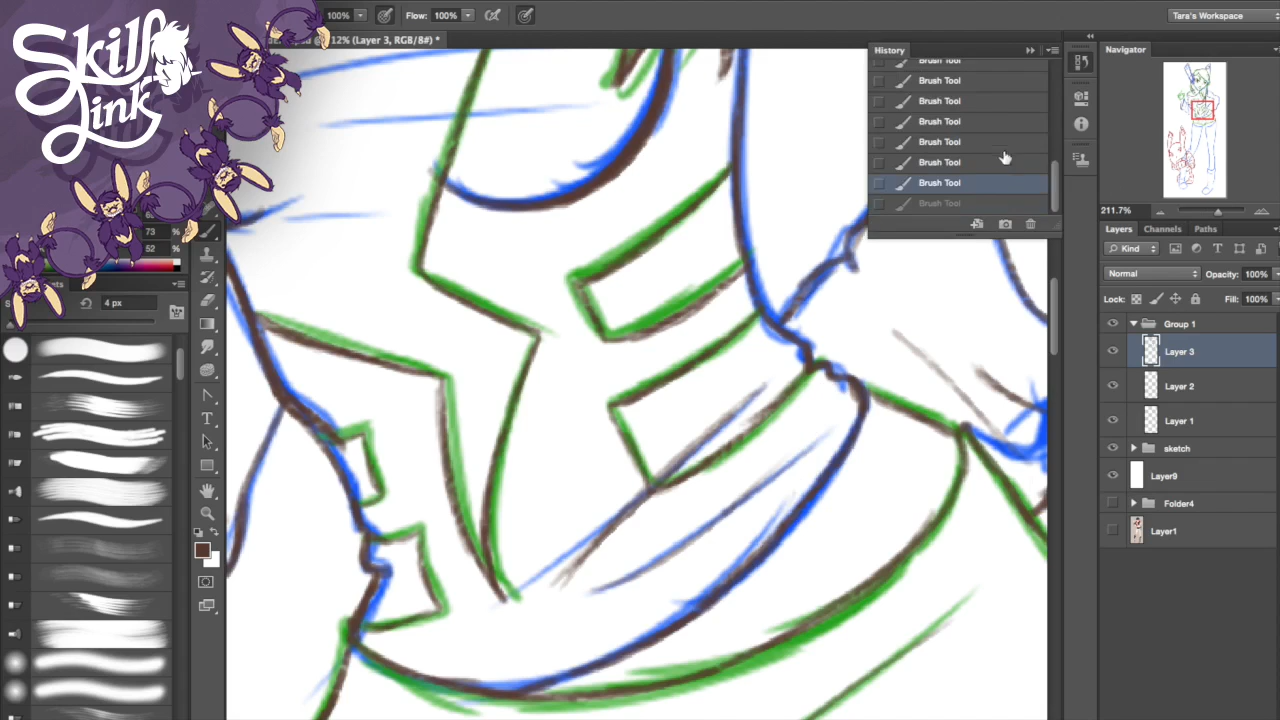 Skillf
Link
100%
Flow: 100%
Tara's Workspace
12% (Layer 3, RGB/8#) *
History
Navigator
Brush Tool
Brush Tool
Brush Tool
Brush Tool
Brush Tool
Brush Tool
Brush Tool
Brush Tool
73 %
52 %
4 px
211.7%
Layers Channels Paths
Kind
Normal Opacity: 100%
Lock: Fill: 100%
Group 1
Layer 3
Layer 2
Layer 1
sketch
Layer9
Folder4
Layer1